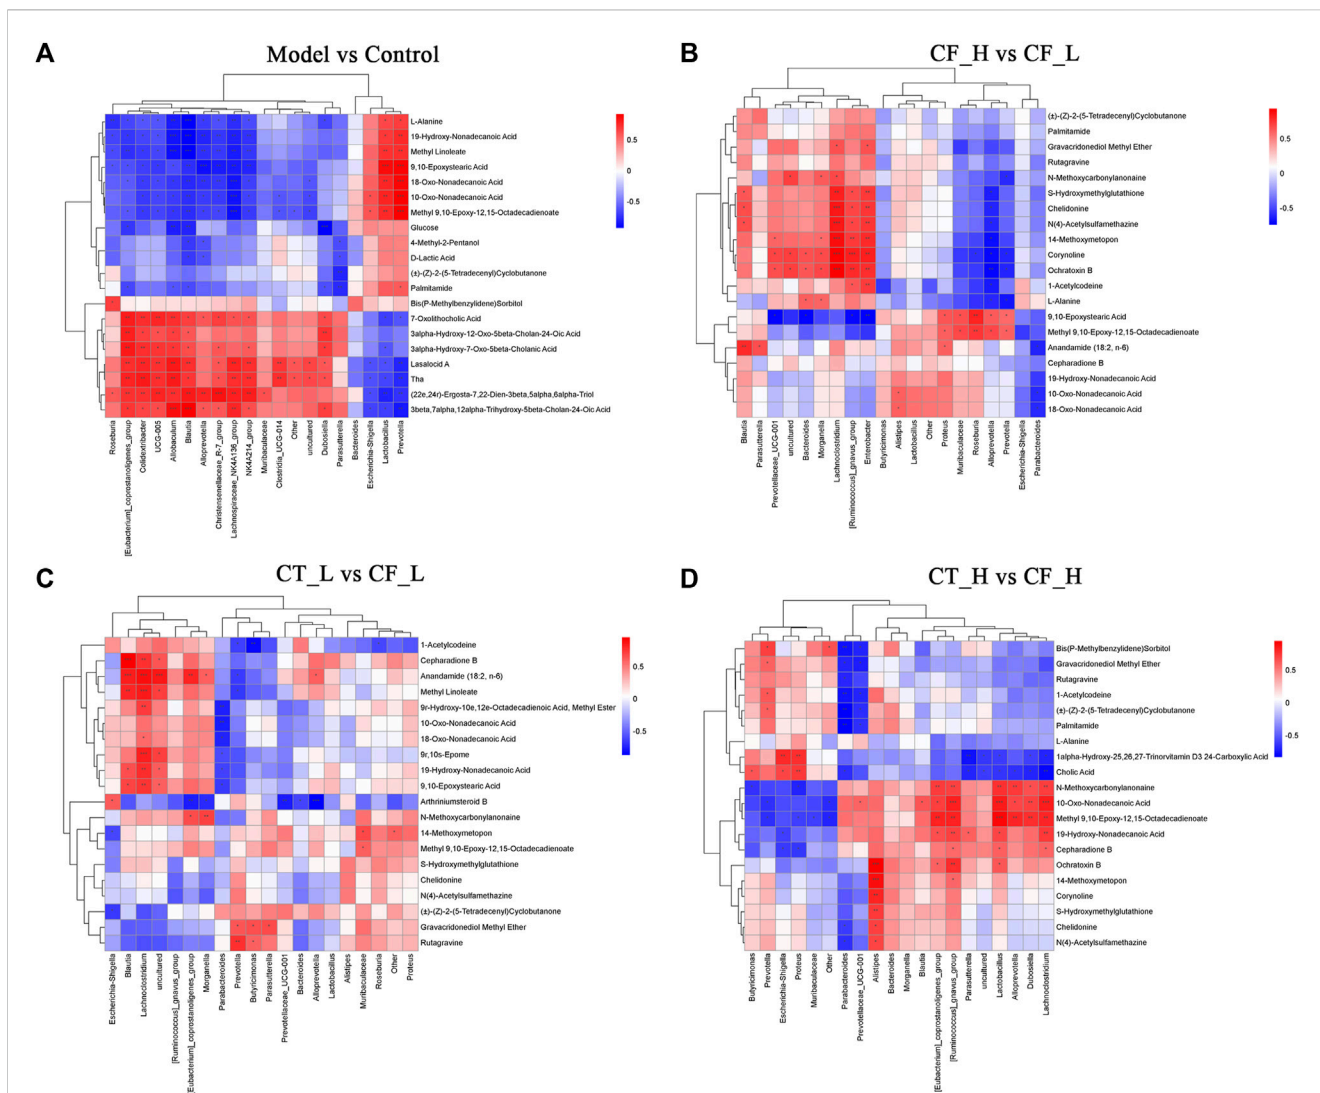 A
Model vs Control
L-Alanine
19-Hydroxy-Nonadecanoic Acid
Methyl Linoleate
9,10-Epoxystearic Acid
18-Oxo-Nonadecanoic Acid
10-Oxo-Nonadecanoic Acid
Methyl 9,10-Epoxy-12,15-Octadecadienoate
Glucose
4-Methyl-2-Pentanol
D-Lactic Acid
(±)-(Z)-2-(5-Tetradecenyl)Cyclobutanone
Palmitamide
Bis(P-Methylbenzylidene)Sorbitol
7-Oxolithocholic Acid
3alpha-Hydroxy-12-Oxo-5beta-Cholan-24-Oic Acid
3alpha-Hydroxy-7-Oxo-5beta-Cholanic Acid
Lasalocid A
Tha
(22e,24r)-Ergosta-7,22-Dien-3beta,5alpha,6alpha-Triol
3beta,7alpha,12alpha-Trihydroxy-5beta-Cholan-24-Oic Acid
0.5
0
-0.5
Roseburia
[Eubacterium]_coprostanoligenes_group
Colidextribacter
UCG-005
Allobaculum
Blautia
Alloprevotella
Christensenellaceae_R-7_group
Lachnospiraceae_NK4A136_group
NK4A214_group
Muribaculaceae
Clostridia_UCG-014
Other
uncultured
Dubosiella
Parasutterella
Bacteroides
Escherichia-Shigella
Lactobacillus
Prevotella
B
CF_H vs CF_L
(±)-(Z)-2-(5-Tetradecenyl)Cyclobutanone
Palmitamide
Gravacridonediol Methyl Ether
Rutagravine
N-Methoxycarbonylanonaine
S-Hydroxymethylglutathione
Chelidonine
N(4)-Acetylsulfamethazine
14-Methoxymetopon
Corynoline
Ochratoxin B
1-Acetylcodeine
L-Alanine
9,10-Epoxystearic Acid
Methyl 9,10-Epoxy-12,15-Octadecadienoate
Anandamide (18:2, n-6)
Cepharadione B
19-Hydroxy-Nonadecanoic Acid
10-Oxo-Nonadecanoic Acid
18-Oxo-Nonadecanoic Acid
0.5
0
-0.5
Blautia
Parasutterella
Prevotellaceae_UCG-001
uncultured
Bacteroides
Morganella
Lachnoclostridium
[Ruminococcus]_gnavus_group
Enterobacter
Butyricimonas
Alistipes
Lactobacillus
Other
Proteus
Muribaculaceae
Roseburia
Alloprevotella
Prevotella
Escherichia-Shigella
Parabacteroides
C
CT_L vs CF_L
1-Acetylcodeine
Cepharadione B
Anandamide (18:2, n-6)
Methyl Linoleate
9r-Hydroxy-10e,12e-Octadecadienoic Acid, Methyl Ester
10-Oxo-Nonadecanoic Acid
18-Oxo-Nonadecanoic Acid
9r,10s-Epome
19-Hydroxy-Nonadecanoic Acid
9,10-Epoxystearic Acid
Arthriniumsteroid B
N-Methoxycarbonylanonaine
14-Methoxymetopon
Methyl 9,10-Epoxy-12,15-Octadecadienoate
S-Hydroxymethylglutathione
Chelidonine
N(4)-Acetylsulfamethazine
(±)-(Z)-2-(5-Tetradecenyl)Cyclobutanone
Gravacridonediol Methyl Ether
Rutagravine
0.5
0
-0.5
Escherichia-Shigella
Blautia
Lachnoclostridium
uncultured
[Ruminococcus]_gnavus_group
[Eubacterium]_coprostanoligenes_group
Morganella
Parabacteroides
Prevotella
Butyricimonas
Parasutterella
Prevotellaceae_UCG-001
Bacteroides
Alloprevotella
Lactobacillus
Alistipes
Muribaculaceae
Roseburia
Other
Proteus
D
CT_H vs CF_H
Bis(P-Methylbenzylidene)Sorbitol
Gravacridonediol Methyl Ether
Rutagravine
1-Acetylcodeine
(±)-(Z)-2-(5-Tetradecenyl)Cyclobutanone
Palmitamide
L-Alanine
1alpha-Hydroxy-25,26,27-Trinorvitamin D3 24-Carboxylic Acid
Cholic Acid
N-Methoxycarbonylanonaine
10-Oxo-Nonadecanoic Acid
Methyl 9,10-Epoxy-12,15-Octadecadienoate
19-Hydroxy-Nonadecanoic Acid
Cepharadione B
Ochratoxin B
14-Methoxymetopon
Corynoline
S-Hydroxymethylglutathione
Chelidonine
N(4)-Acetylsulfamethazine
0.5
0
-0.5
Butyricimonas
Prevotella
Escherichia-Shigella
Proteus
Muribaculaceae
Other
Parabacteroides
Prevotellaceae_UCG-001
Alistipes
Bacteroides
Morganella
Blautia
[Eubacterium]_coprostanoligenes_group
[Ruminococcus]_gnavus_group
Parasutterella
uncultured
Lactobacillus
Alloprevotella
Dubosiella
Lachnoclostridium